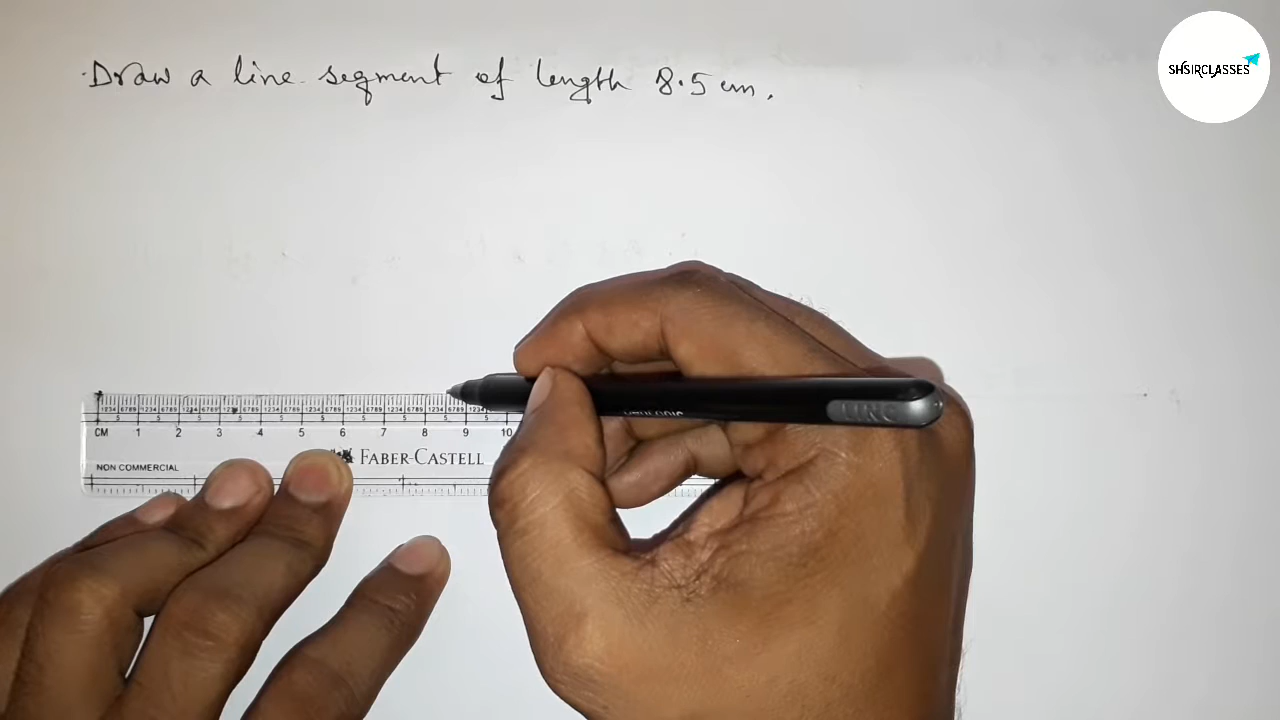 Draw a line segment of length 8.5 cm.
SHSIRCLASSES
CM 1 2 3 4 5 6 7 8 9 10
FABER-CASTELL
NON COMMERCIAL